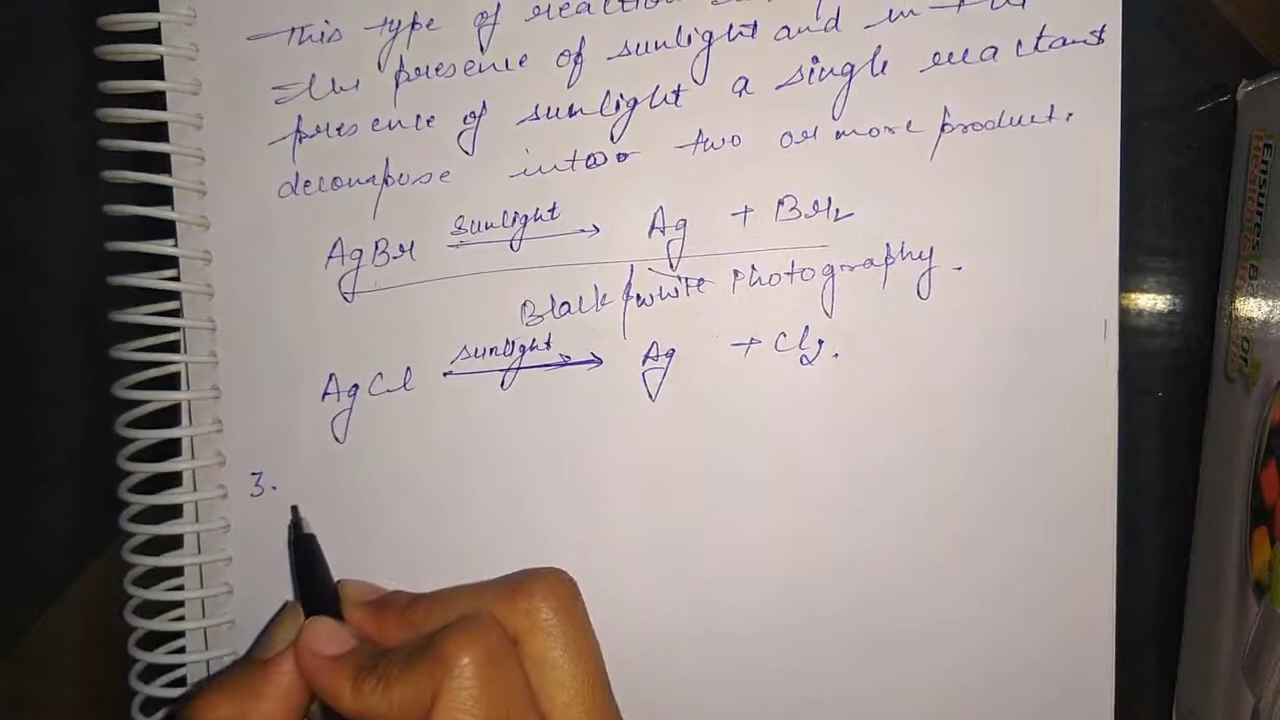 This type of reaction
the presence of sunlight and in the
presence of sunlight a single reactant
decompose into two or more product.
AgBr sunlight → Ag + Br2
Black & white Photography.
AgCl sunlight → Ag + Cl2.
3.
Ensures